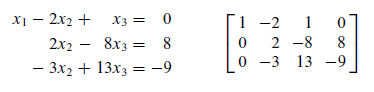 x₁ − 2x₂ + x₃ = 0
2x₂ − 8x₃ = 8
− 3x₂ + 13x₃ = −9
[1 −2 1 0
0 2 −8 8
0 −3 13 −9]